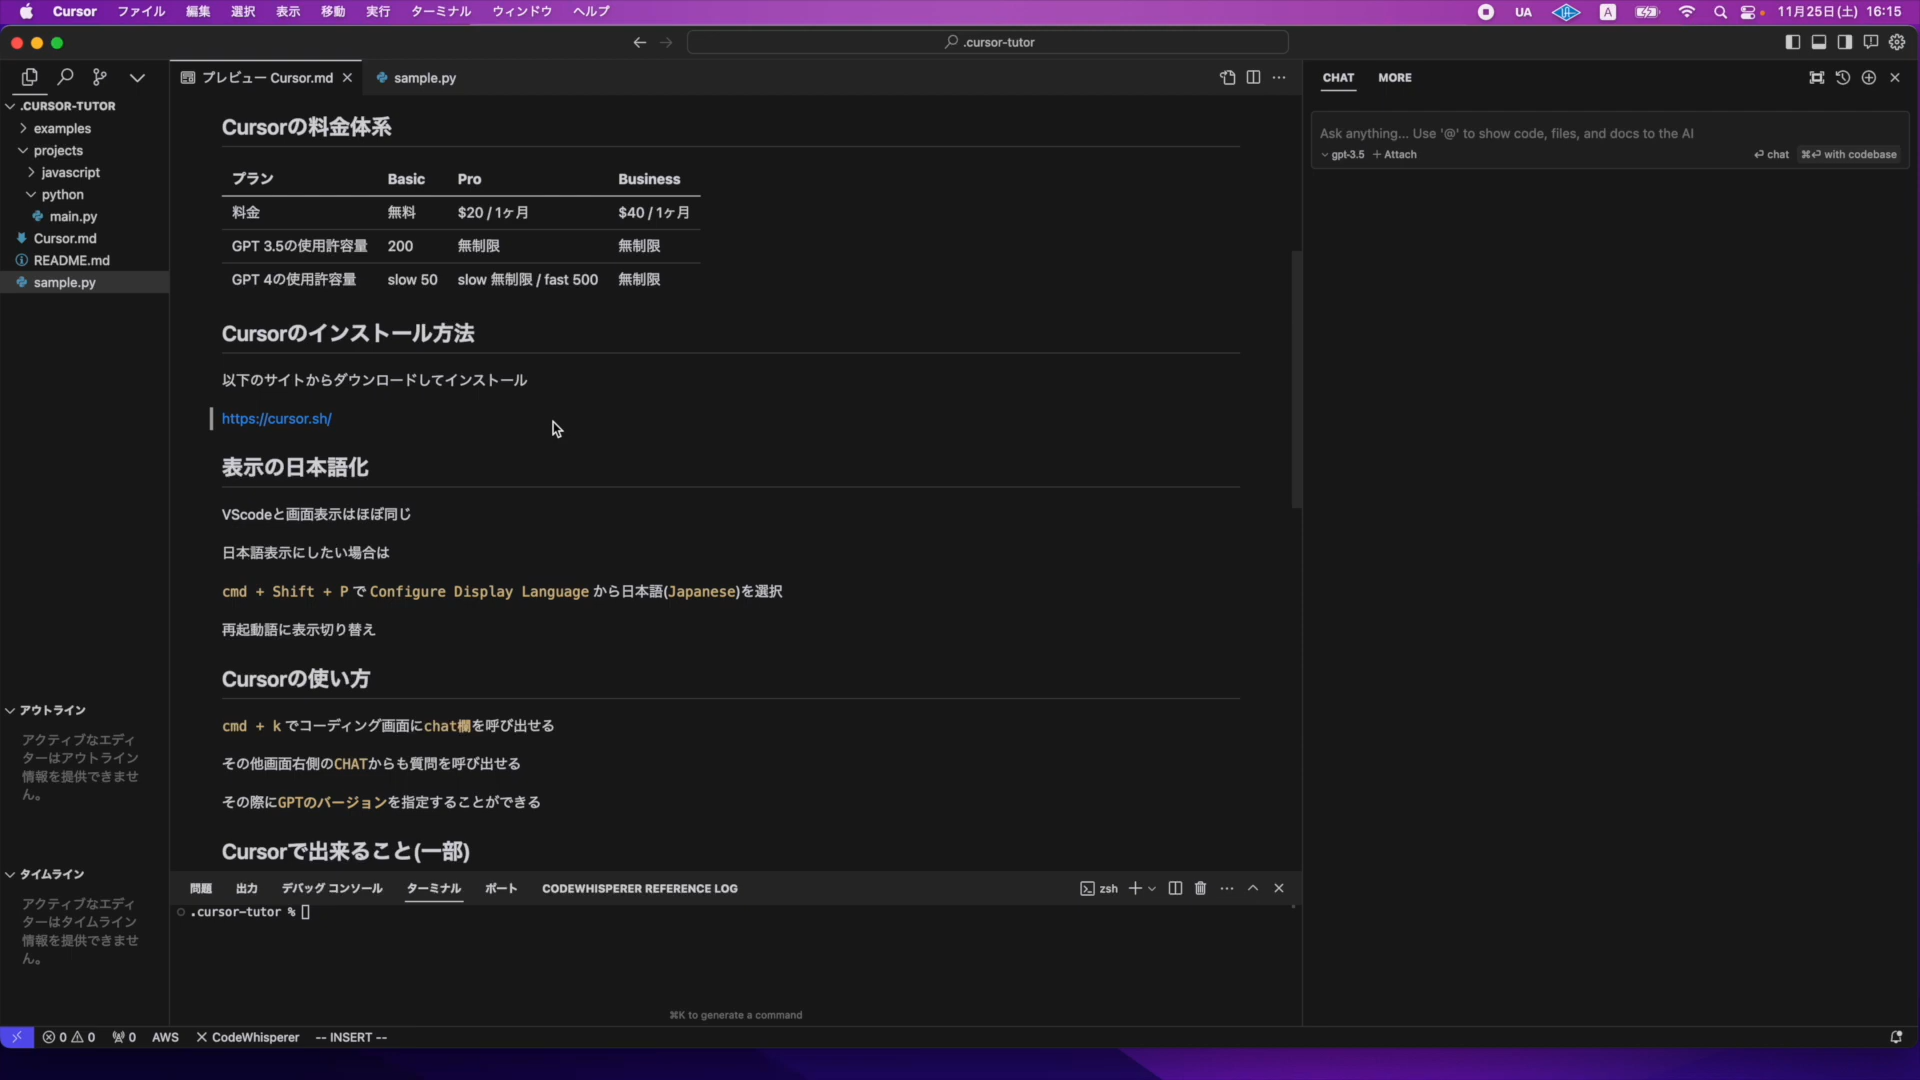 Cursor ファイル 編集 選択 表示 移動 実行 ターミナル ウィンドウ ヘルプ
UA A 11月25日(土) 16:15
.cursor-tutor
プレビュー Cursor.md
sample.py
.CURSOR-TUTOR
examples
projects
javascript
python
main.py
Cursor.md
README.md
sample.py
アウトライン
アクティブなエディ
ターはアウトライン
情報を提供できませ
ん。
タイムライン
アクティブなエディ
ターはタイムライン
情報を提供できませ
ん。
Cursorの料金体系
プラン Basic Pro Business
料金 無料 $20 / 1ヶ月 $40 / 1ヶ月
GPT 3.5の使用許容量 200 無制限 無制限
GPT 4の使用許容量 slow 50 slow 無制限 / fast 500 無制限
Cursorのインストール方法
以下のサイトからダウンロードしてインストール
https://cursor.sh/
表示の日本語化
VScodeと画面表示はほぼ同じ
日本語表示にしたい場合は
cmd + Shift + P で Configure Display Language から日本語(Japanese)を選択
再起動語に表示切り替え
Cursorの使い方
cmd + k でコーディング画面にchat欄を呼び出せる
その他画面右側のCHATからも質問を呼び出せる
その際にGPTのバージョンを指定することができる
Cursorで出来ること(一部)
問題 出力 デバッグ コンソール ターミナル ポート CODEWHISPERER REFERENCE LOG
zsh
.cursor-tutor %
⌘K to generate a command
CHAT MORE
Ask anything... Use '@' to show code, files, and docs to the AI
gpt-3.5 + Attach
⏎ chat ⌘⏎ with codebase
0 0 0 AWS CodeWhisperer -- INSERT --